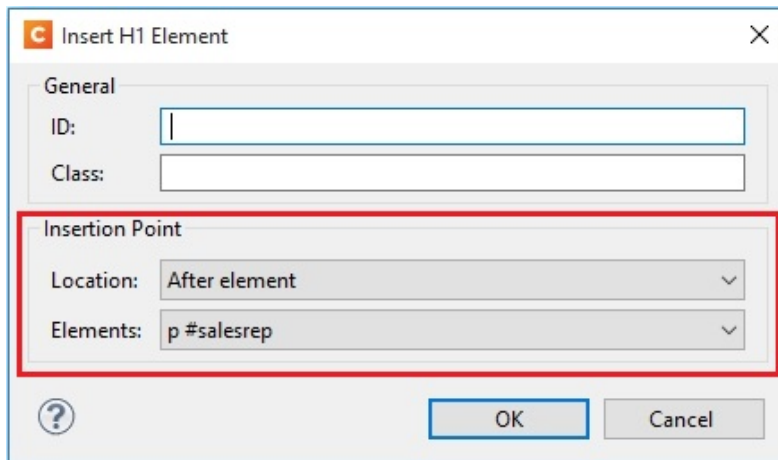 C Insert H1 Element
General
ID:
Class:
Insertion Point
Location: After element
Elements: p #salesrep
? OK Cancel